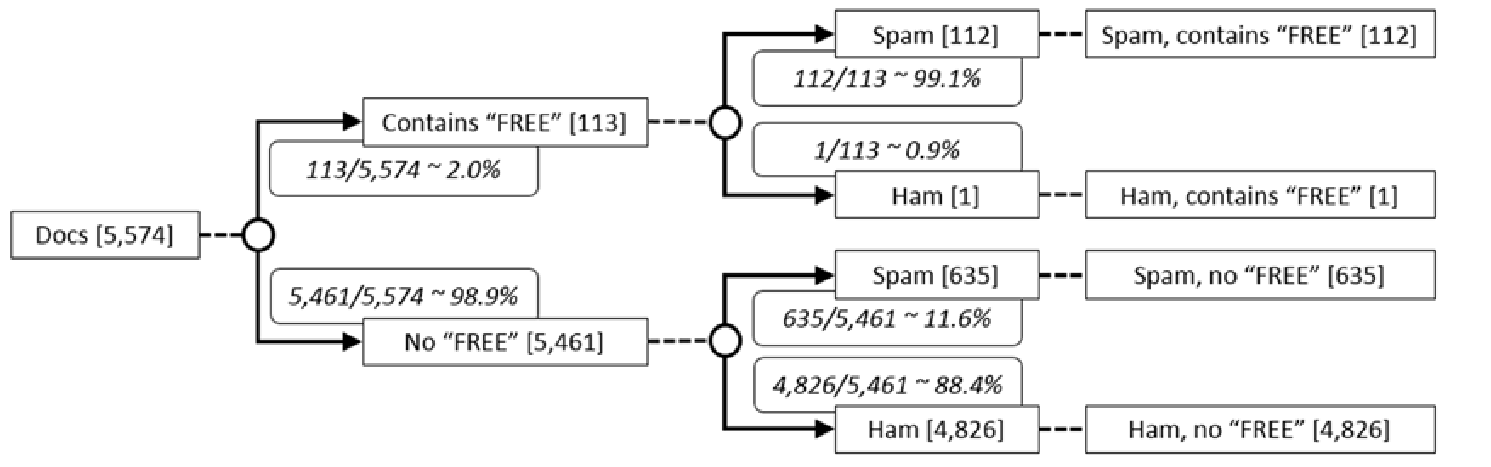 Docs [5,574]
113/5,574 ~ 2.0%
Contains “FREE” [113]
5,461/5,574 ~ 98.9%
No “FREE” [5,461]
Spam [112]
112/113 ~ 99.1%
1/113 ~ 0.9%
Ham [1]
Spam [635]
635/5,461 ~ 11.6%
4,826/5,461 ~ 88.4%
Ham [4,826]
Spam, contains “FREE” [112]
Ham, contains “FREE” [1]
Spam, no “FREE” [635]
Ham, no “FREE” [4,826]